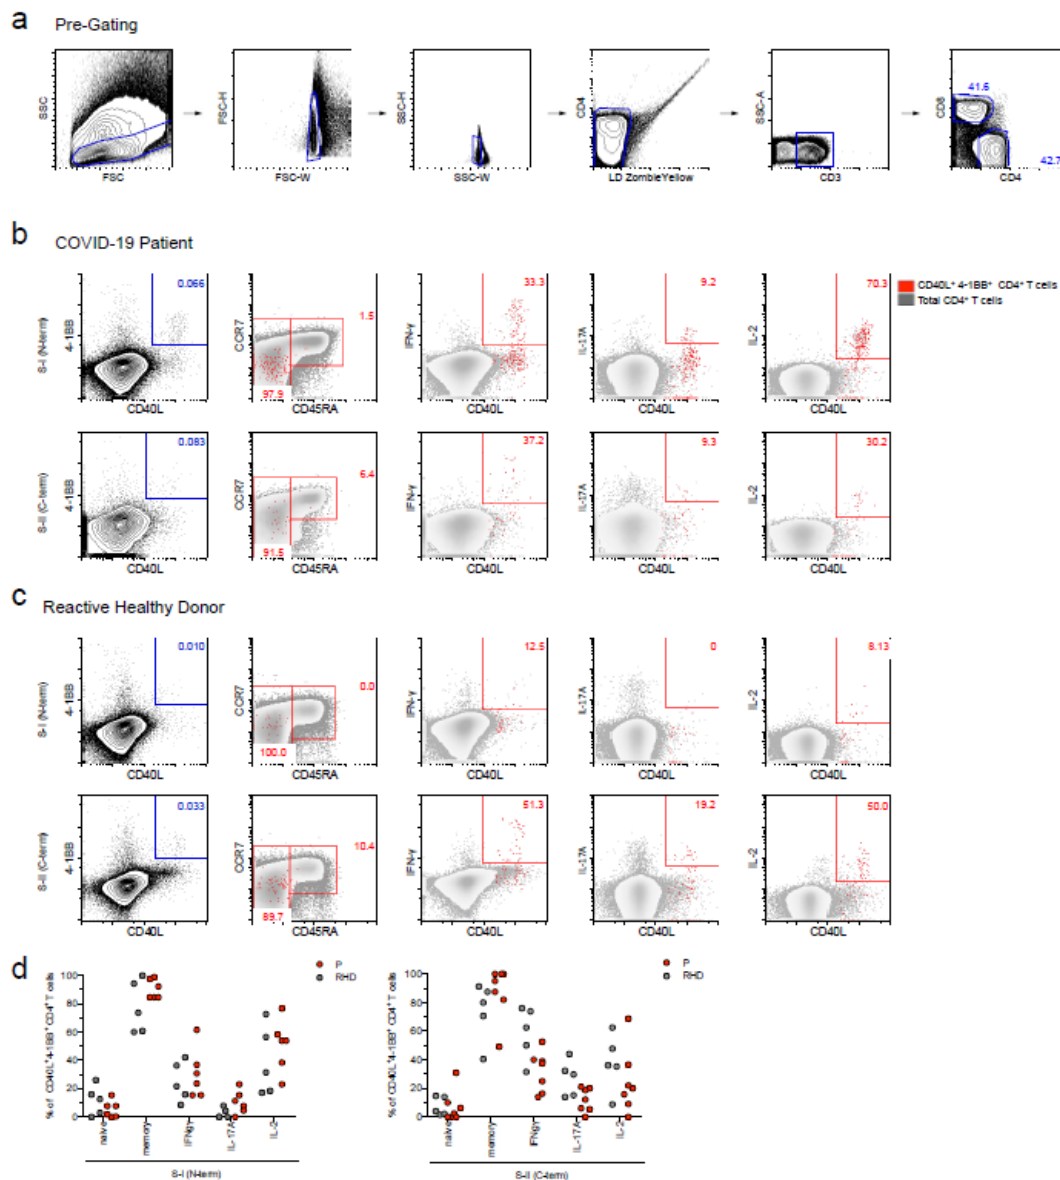 a Pre-Gating
SSC
FSC
FSC-H
FSC-W
SSC-H
SSC-W
CD4
LD ZombieYellow
SSC-A
CD3
CD8
41.5
42.7
CD4
b COVID-19 Patient
S-I (N-term)
4-1BB
0.066
CD40L
CCR7
1.5
97.9
CD45RA
IFN-γ
33.3
CD40L
IL-17A
9.2
CD40L
IL-2
70.3
CD40L
CD40L⁺ 4-1BB⁺ CD4⁺ T cells
Total CD4⁺ T cells
S-II (C-term)
4-1BB
0.083
CD40L
CCR7
6.4
91.5
CD45RA
IFN-γ
37.2
CD40L
IL-17A
9.3
CD40L
IL-2
30.2
CD40L
c Reactive Healthy Donor
S-I (N-term)
4-1BB
0.010
CD40L
CCR7
0.0
100.0
CD45RA
IFN-γ
12.5
CD40L
IL-17A
0
CD40L
IL-2
8.13
CD40L
S-II (C-term)
4-1BB
0.033
CD40L
CCR7
10.4
89.7
CD45RA
IFN-γ
51.3
CD40L
IL-17A
19.2
CD40L
IL-2
50.0
CD40L
d
% of CD40L⁺4-1BB⁺ CD4⁺ T cells
100
80
60
40
20
0
naive
memory
IFNgγ
IL-17A
IL-2
S-I (N-term)
P
RHD
% of CD40L⁺4-1BB⁺ CD4⁺ T cells
100
80
60
40
20
0
naive
memory
IFNgγ
IL-17A
IL-2
S-II (C-term)
P
RHD